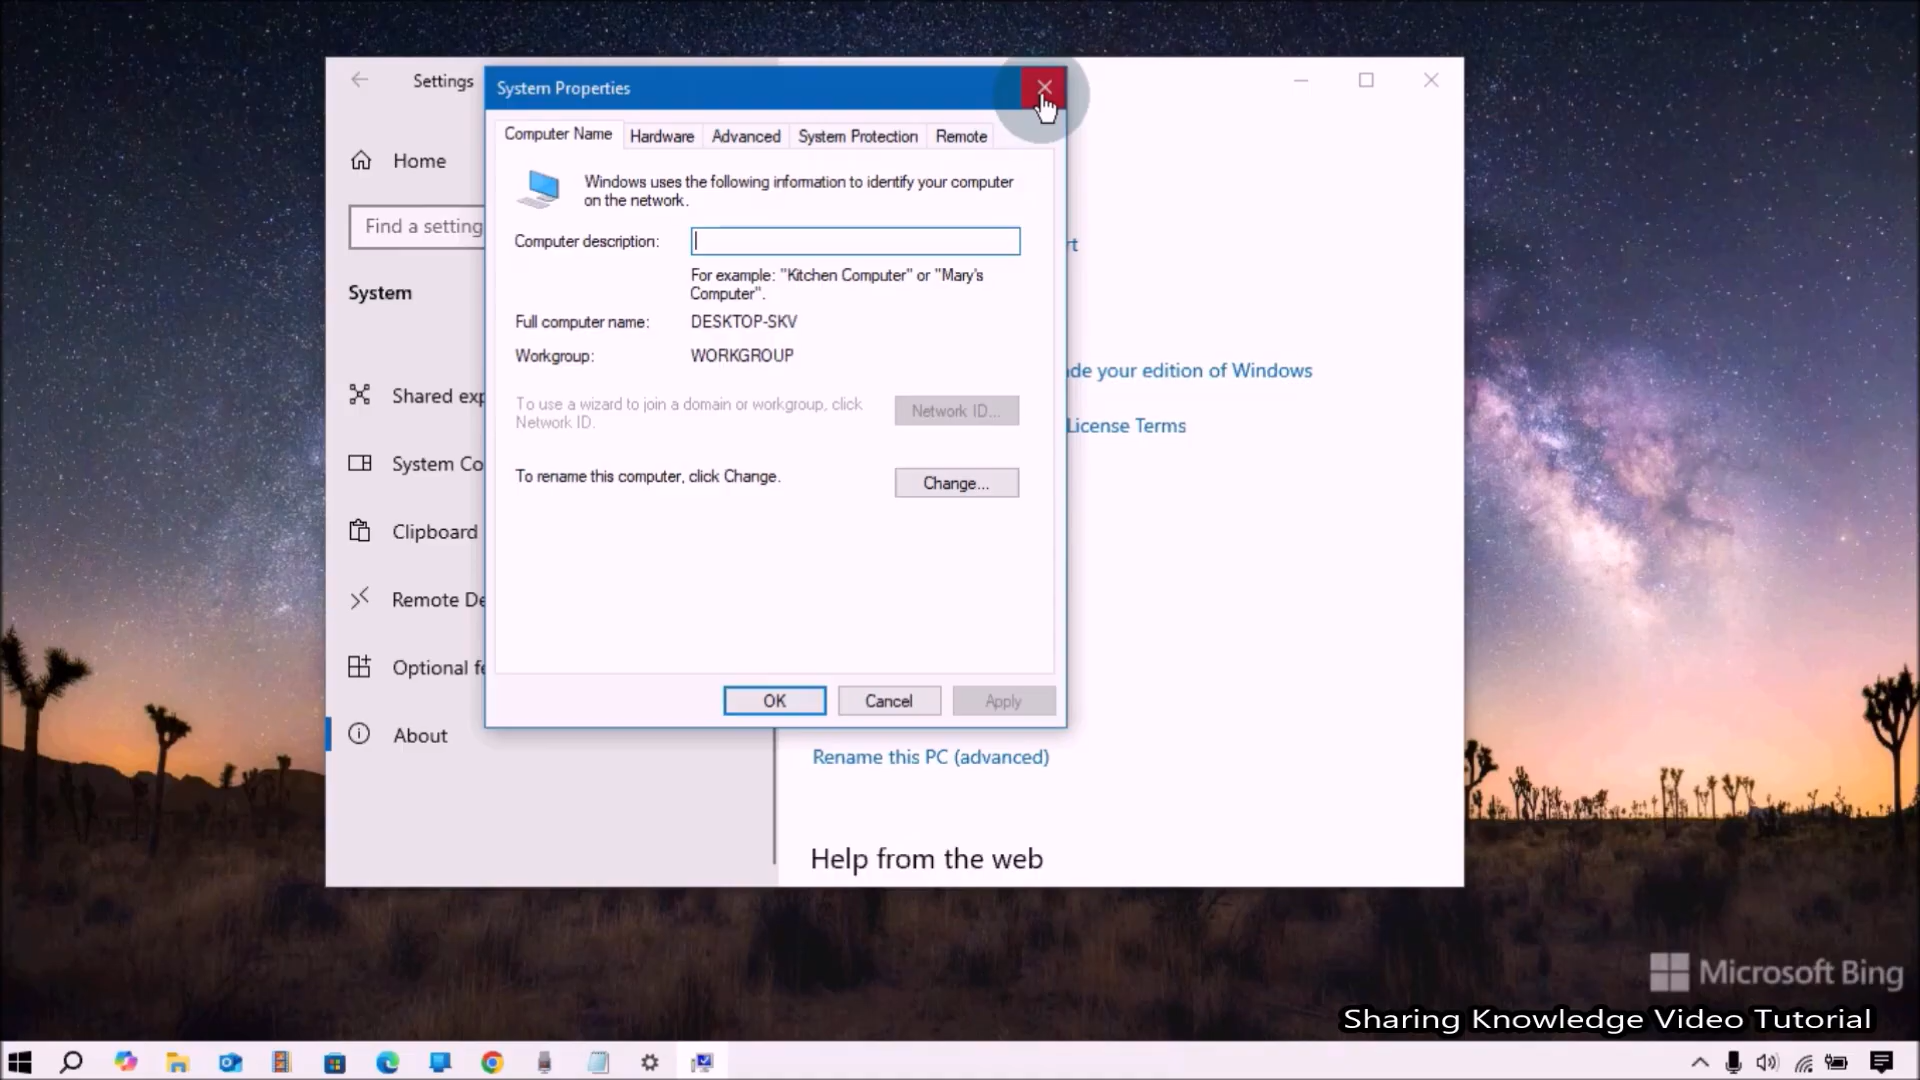 Settings
System Properties
Computer Name
Hardware
Advanced
System Protection
Remote
Windows uses the following information to identify your computer
on the network.
Computer description:
For example: "Kitchen Computer" or "Mary's
Computer".
Full computer name:
DESKTOP-SKV
Workgroup:
WORKGROUP
To use a wizard to join a domain or workgroup, click
Network ID.
Network ID...
To rename this computer, click Change.
Change...
OK
Cancel
Apply
Home
Find a setting
System
Shared exp
System Co
Clipboard
Remote De
Optional fe
About
rt
de your edition of Windows
License Terms
Rename this PC (advanced)
Help from the web
Microsoft Bing
Sharing Knowledge Video Tutorial